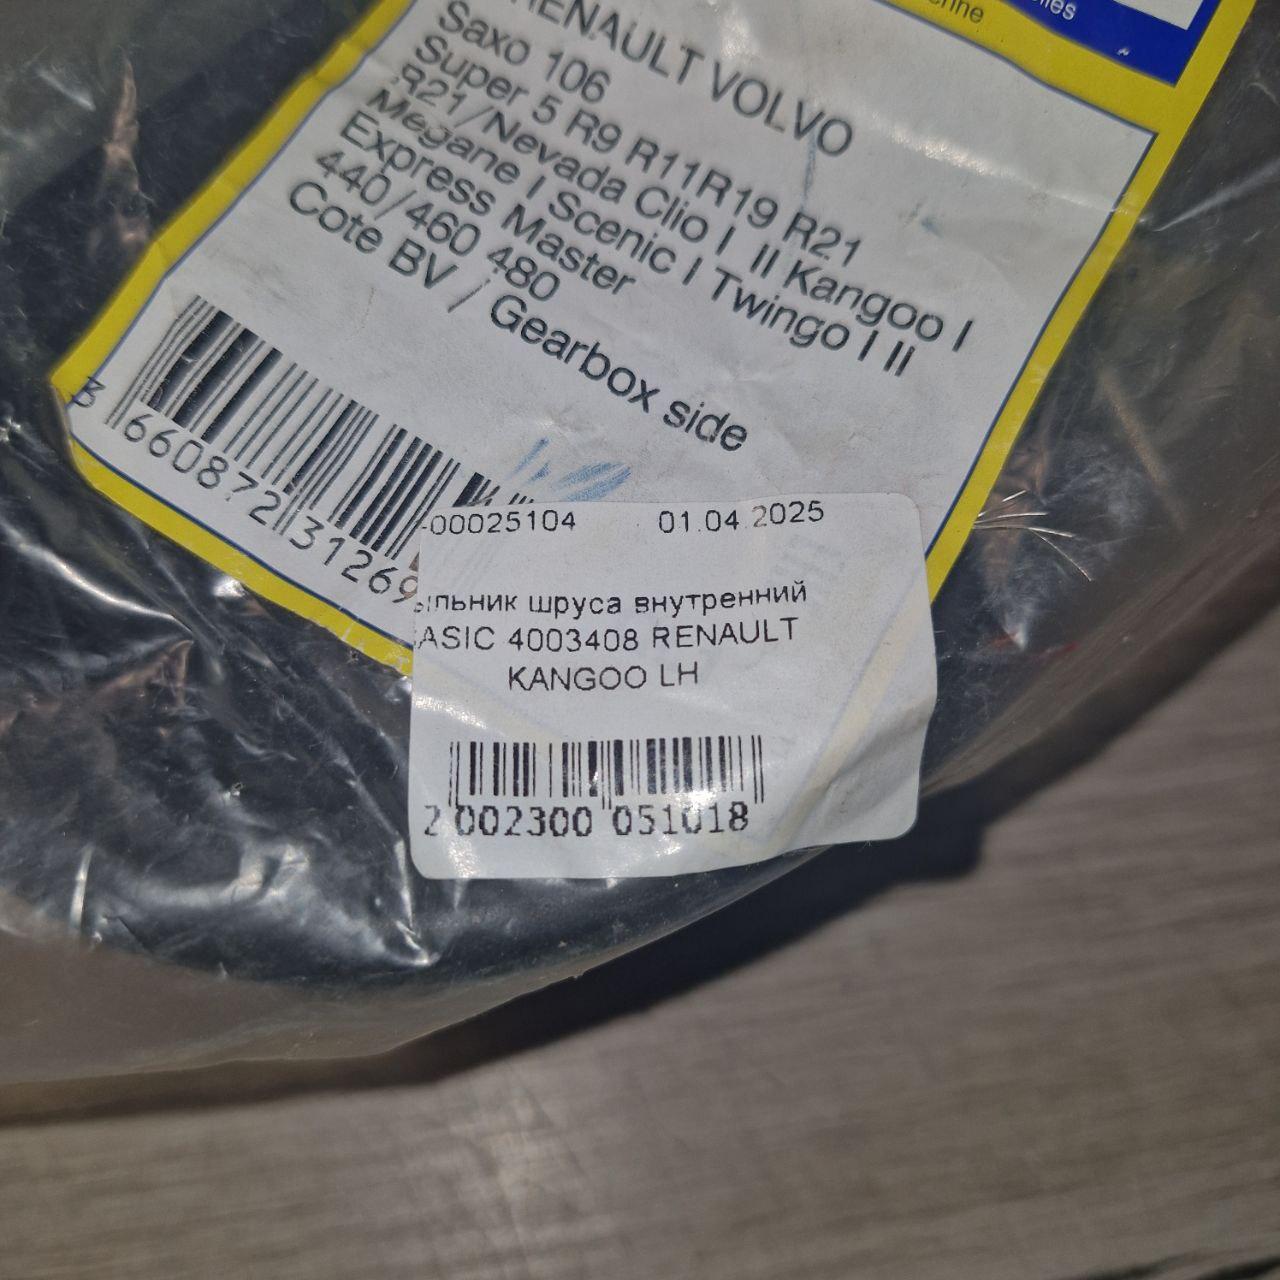 RENAULT VOLVO
Saxo 106
Super 5 R9 R11R19 R21
R21/Nevada Clio I II Kangoo I
Mégane I Scenic I Twingo I II
Express Master
440/460 480
Cote BV / Gearbox side
3 660872 31269
-00025104 01.04.2025
ыльник шруса внутренний
ASIC 4003408 RENAULT
KANGOO LH
2 002300 051018